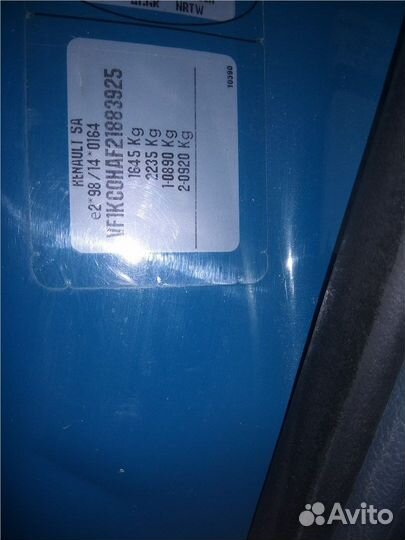 NRTW
RENAULT SA
e2*98/14*0164
VF1KC0HAF21883925
1645 Kg
2235 Kg
1-0890 Kg
2-0920 Kg
10390
Avito